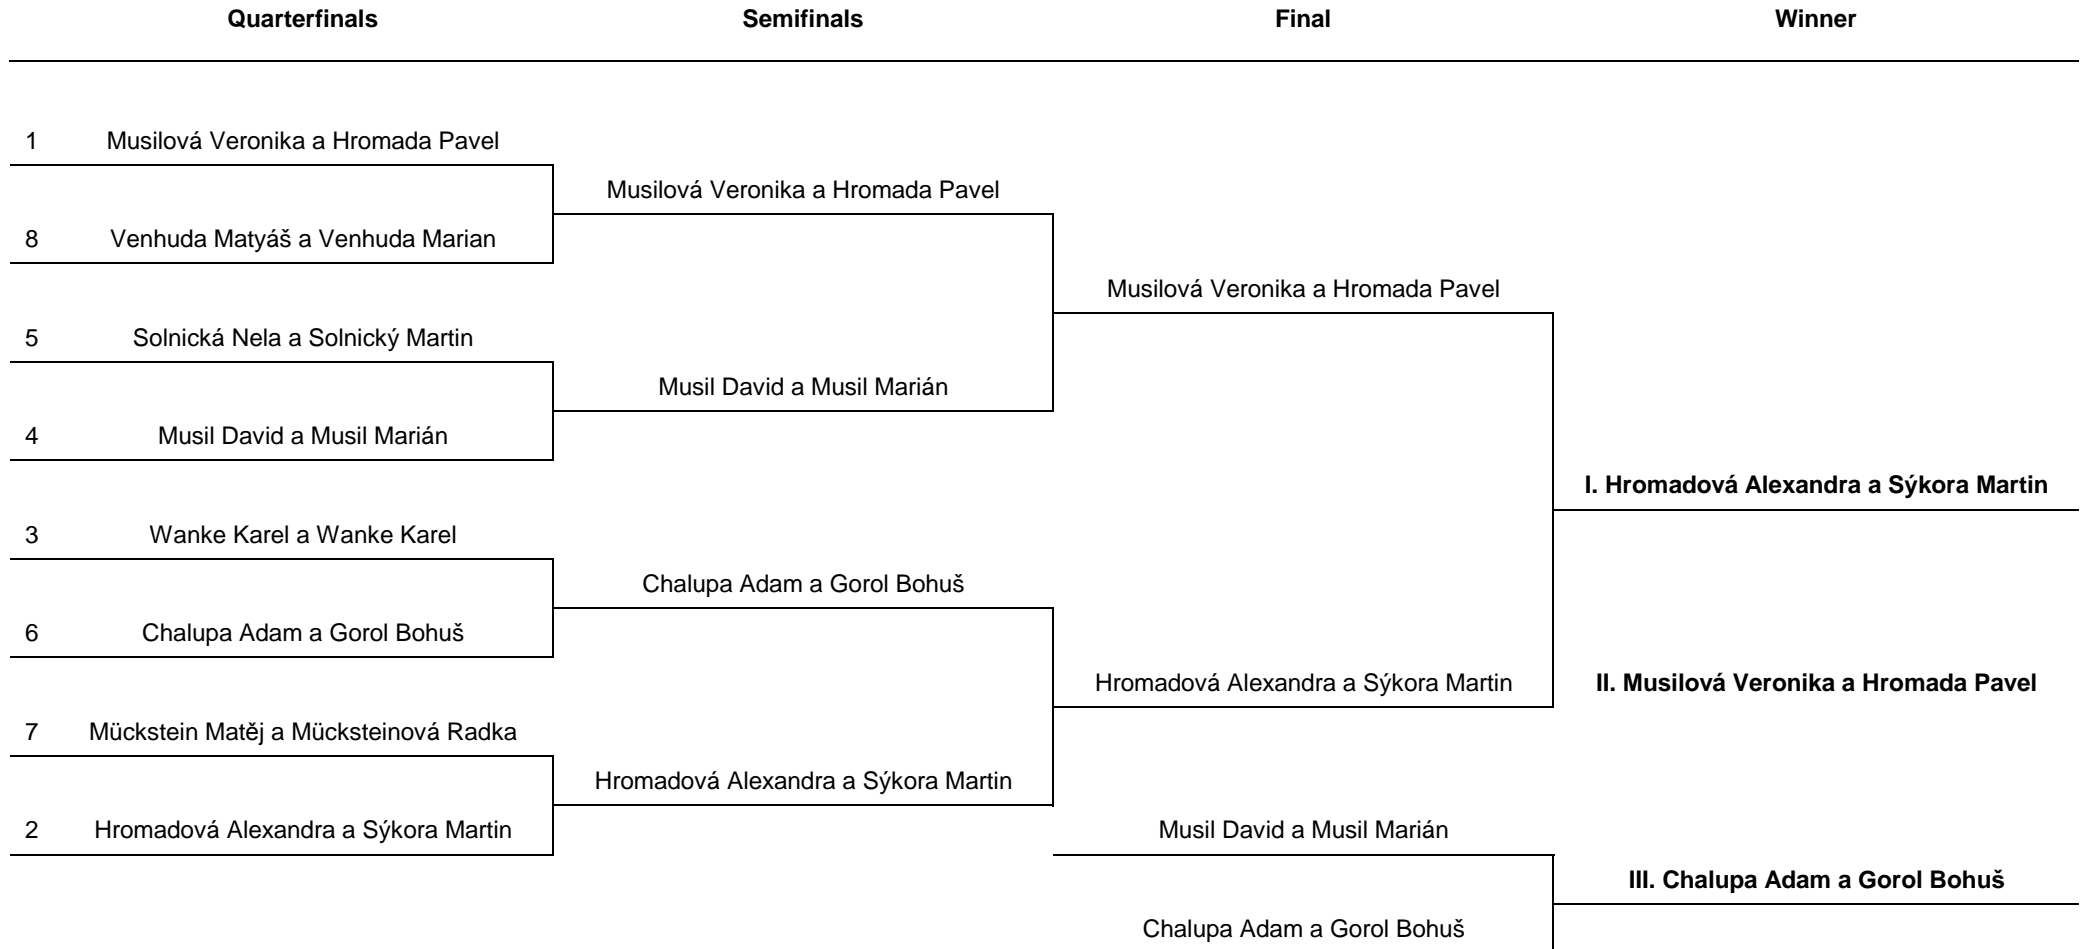 Quarterfinals Semifinals Final Winner
1 Musilová Veronika a Hromada Pavel
Musilová Veronika a Hromada Pavel
8 Venhuda Matyáš a Venhuda Marian
Musilová Veronika a Hromada Pavel
5 Solnická Nela a Solnický Martin
Musil David a Musil Marián
4 Musil David a Musil Marián
I. Hromadová Alexandra a Sýkora Martin
3 Wanke Karel a Wanke Karel
Chalupa Adam a Gorol Bohuš
6 Chalupa Adam a Gorol Bohuš
Hromadová Alexandra a Sýkora Martin II. Musilová Veronika a Hromada Pavel
7 Mückstein Matěj a Mücksteinová Radka
Hromadová Alexandra a Sýkora Martin
2 Hromadová Alexandra a Sýkora Martin Musil David a Musil Marián
III. Chalupa Adam a Gorol Bohuš
Chalupa Adam a Gorol Bohuš